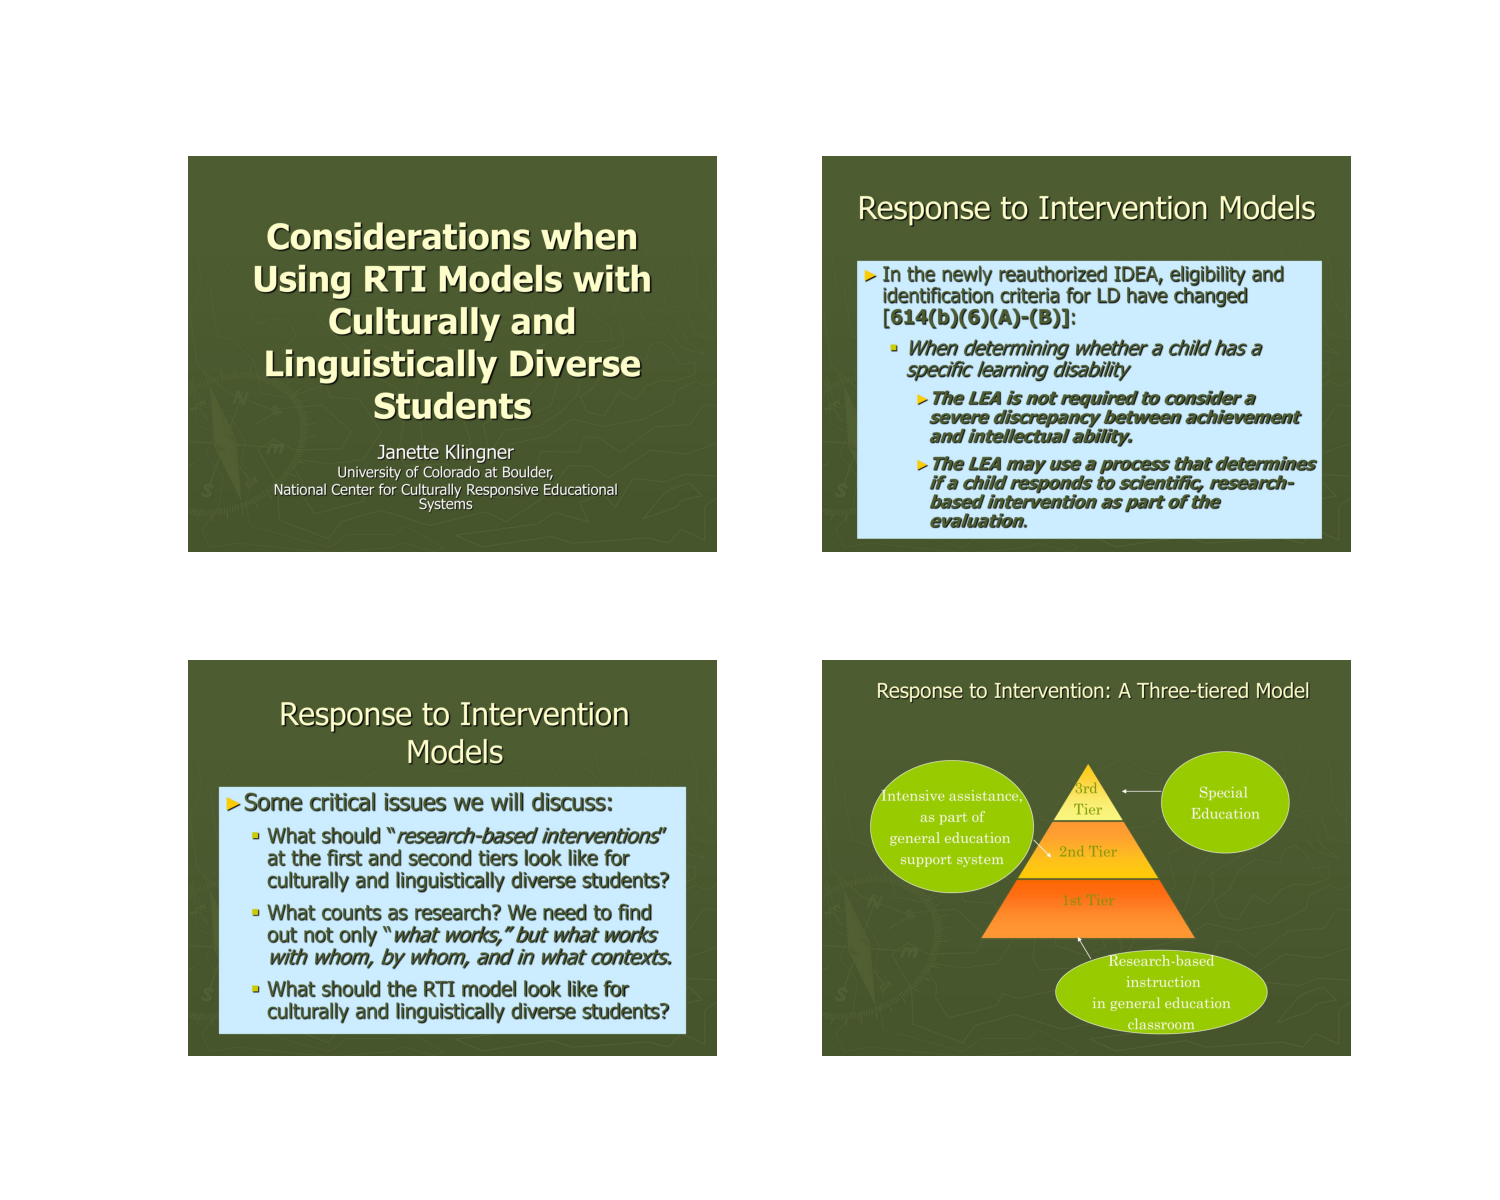 Considerations when
Using RTI Models with
Culturally and
Linguistically Diverse
Students
Janette Klingner
University of Colorado at Boulder,
National Center for Culturally Responsive Educational
Systems
Response to Intervention Models
► In the newly reauthorized IDEA, eligibility and
identification criteria for LD have changed
[614(b)(6)(A)-(B)]:
▪ When determining whether a child has a
specific learning disability
► The LEA is not required to consider a
severe discrepancy between achievement
and intellectual ability.
► The LEA may use a process that determines
if a child responds to scientific, research-
based intervention as part of the
evaluation.
Response to Intervention
Models
► Some critical issues we will discuss:
▪ What should “research-based interventions”
at the first and second tiers look like for
culturally and linguistically diverse students?
▪ What counts as research? We need to find
out not only “what works,” but what works
with whom, by whom, and in what contexts.
▪ What should the RTI model look like for
culturally and linguistically diverse students?
Response to Intervention: A Three-tiered Model
Intensive assistance,
as part of
general education
support system
3rd
Tier
Special
Education
2nd Tier
1st Tier
Research-based
instruction
in general education
classroom